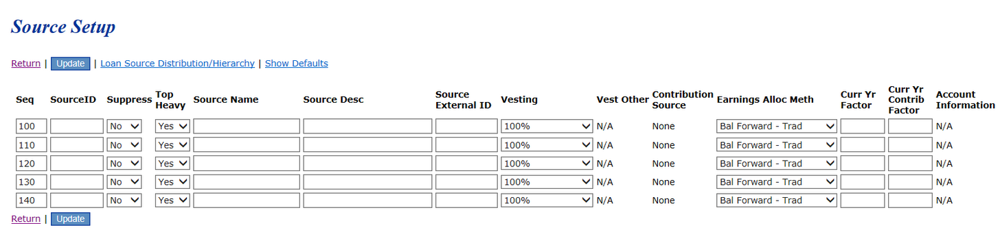 Source Setup
Return | Update | Loan Source Distribution/Hierarchy | Show Defaults
Seq SourceID Suppress Top Heavy Source Name Source Desc Source External ID Vesting Vest Other Contribution Source Earnings Alloc Meth Curr Yr Factor Curr Yr Contrib Factor Account Information
100 No Yes 100% N/A None Bal Forward - Trad N/A
110 No Yes 100% N/A None Bal Forward - Trad N/A
120 No Yes 100% N/A None Bal Forward - Trad N/A
130 No Yes 100% N/A None Bal Forward - Trad N/A
140 No Yes 100% N/A None Bal Forward - Trad N/A
Return | Update